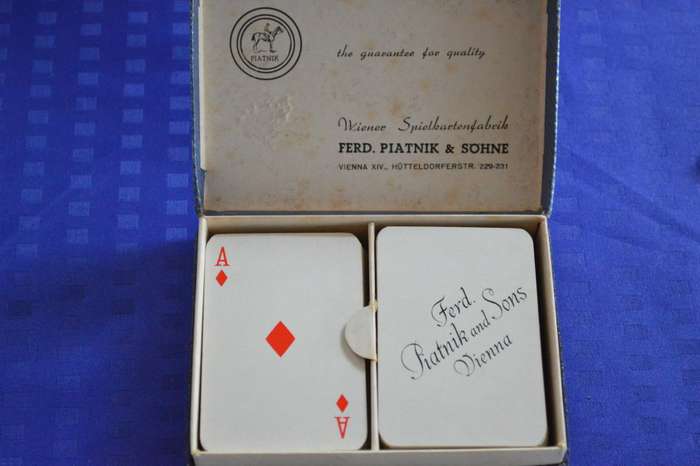 PIATNIK
the guarantee for quality
Wiener Spielkartenfabrik
FERD. PIATNIK & SÖHNE
VIENNA XIV., HÜTTELDORFERSTR. 229-231
A
A
Ferd.
Piatnik and Sons
Vienna